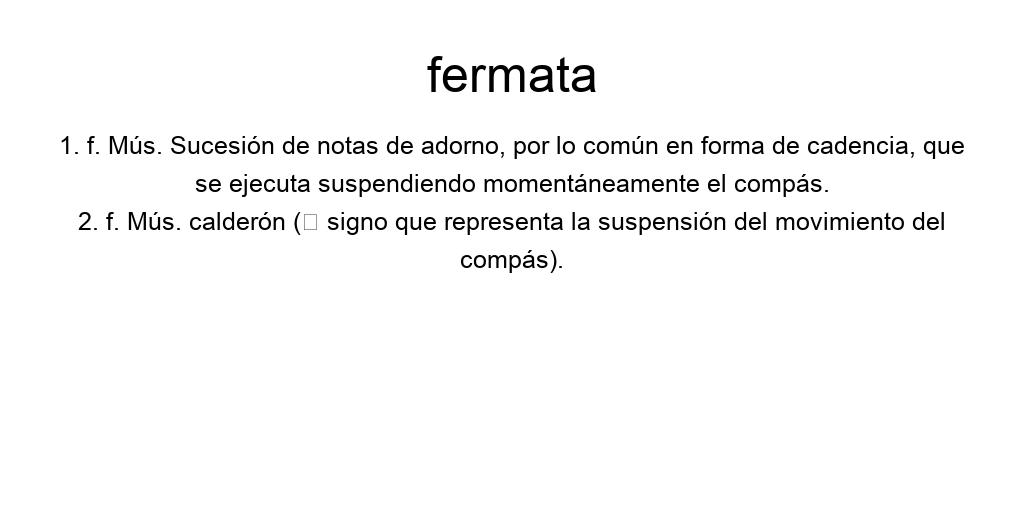 fermata
1. f. Mús. Sucesión de notas de adorno, por lo común en forma de cadencia, que
se ejecuta suspendiendo momentáneamente el compás.
2. f. Mús. calderón (□ signo que representa la suspensión del movimiento del
compás).